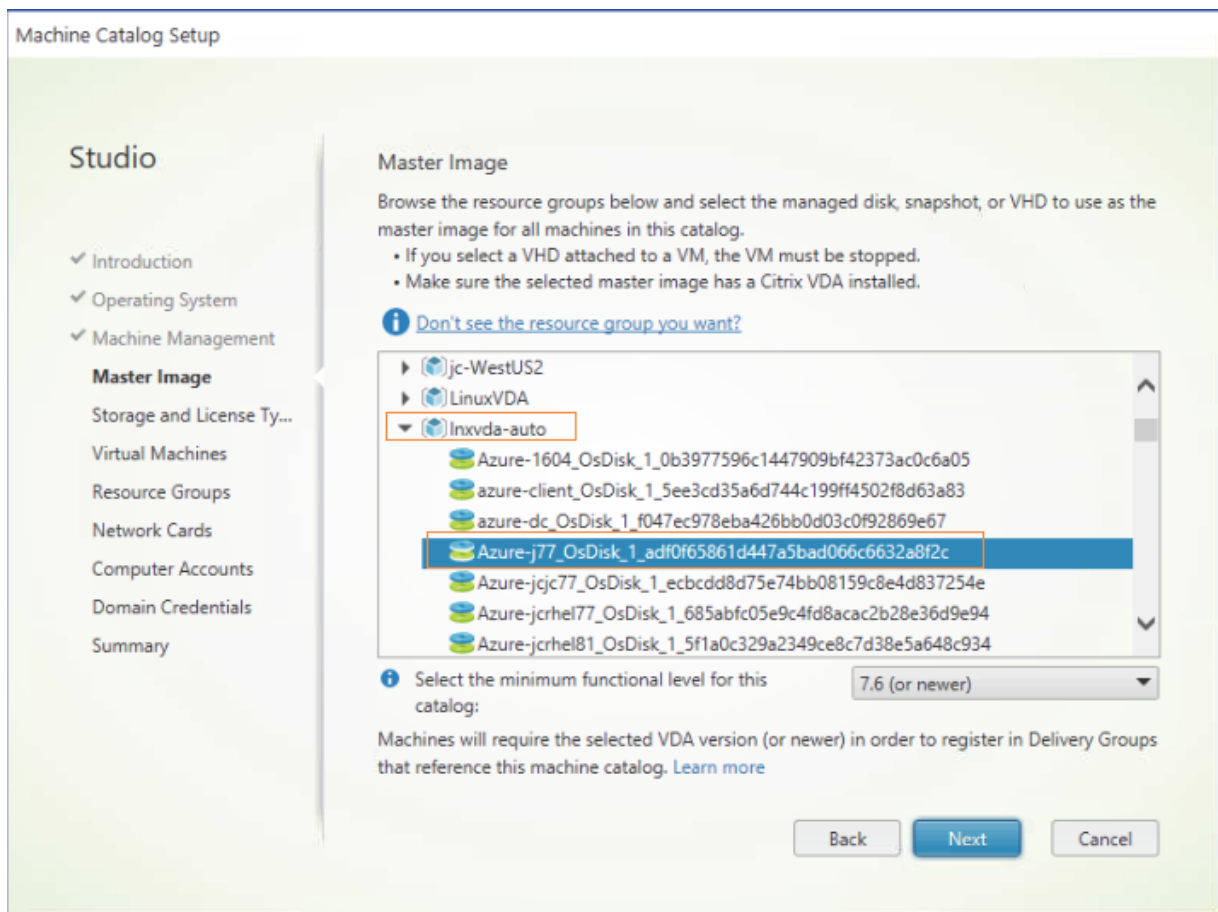 Machine Catalog Setup
Studio
Introduction
Operating System
Machine Management
Master Image
Storage and License Ty...
Virtual Machines
Resource Groups
Network Cards
Computer Accounts
Domain Credentials
Summary
Master Image
Browse the resource groups below and select the managed disk, snapshot, or VHD to use as the
master image for all machines in this catalog.
• If you select a VHD attached to a VM, the VM must be stopped.
• Make sure the selected master image has a Citrix VDA installed.
Don't see the resource group you want?
jc-WestUS2
LinuxVDA
lnxvda-auto
Azure-1604_OsDisk_1_0b3977596c1447909bf42373ac0c6a05
azure-client_OsDisk_1_5ee3cd35a6d744c199ff4502f8d63a83
azure-dc_OsDisk_1_f047ec978eba426bb0d03c0f92869e67
Azure-j77_OsDisk_1_adf0f65861d447a5bad066c6632a8f2c
Azure-jcjc77_OsDisk_1_ecbcdd8d75e74bb08159c8e4d837254e
Azure-jcrhel77_OsDisk_1_685abfc05e9c4fd8acac2b28e36d9e94
Azure-jcrhel81_OsDisk_1_5f1a0c329a2349ce8c7d38e5a648c934
Select the minimum functional level for this
catalog:
7.6 (or newer)
Machines will require the selected VDA version (or newer) in order to register in Delivery Groups
that reference this machine catalog. Learn more
Back
Next
Cancel